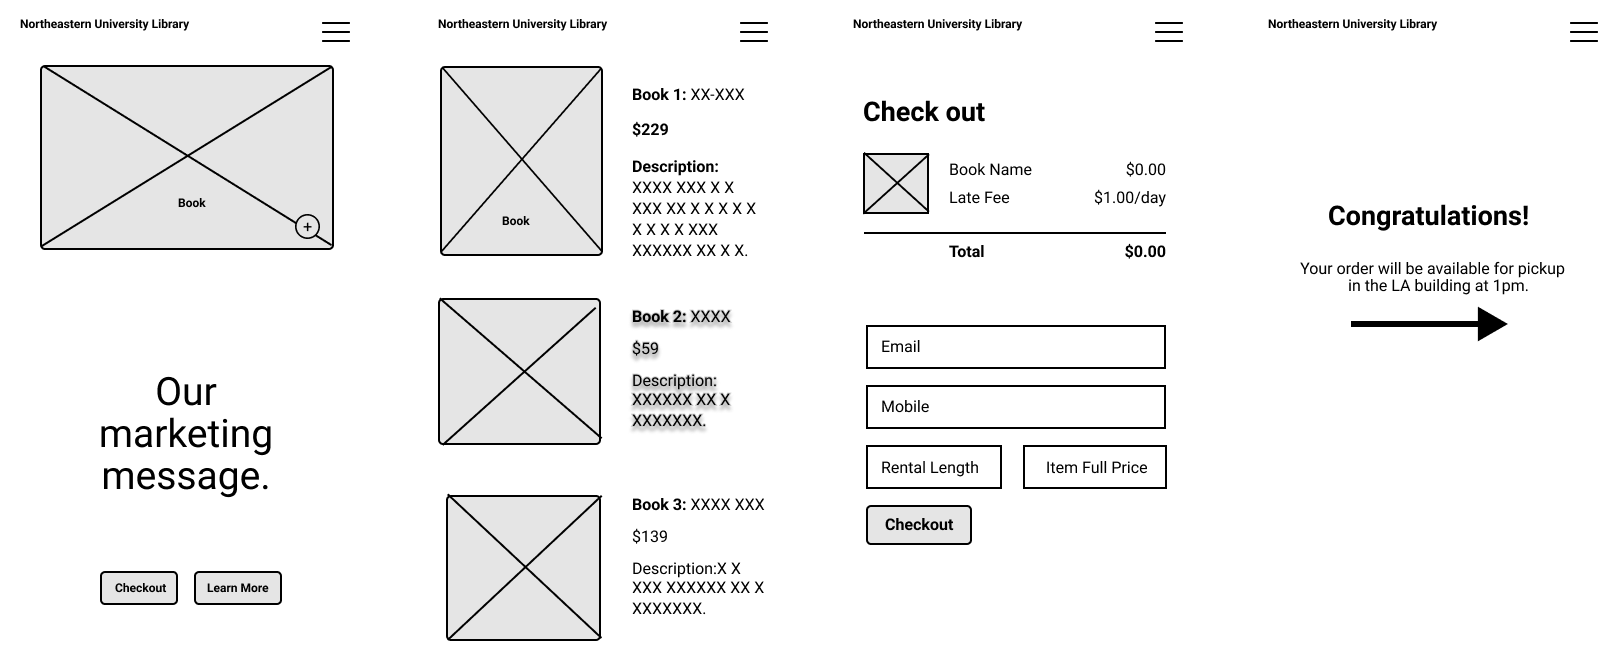 Northeastern University Library
Book
+
Our
marketing
message.
Checkout
Learn More
Northeastern University Library
Book
Book 1: XX-XXX
$229
Description:
XXXX XXX X X
XXX XX X X X X X
X X X X XXX
XXXXXX XX X X.
Book 2: XXXX
$59
Description:
XXXXXX XX X
XXXXXXX.
Book 3: XXXX XXX
$139
Description:X X
XXX XXXXXX XX X
XXXXXXX.
Northeastern University Library
Check out
Book Name $0.00
Late Fee $1.00/day
Total $0.00
Email
Mobile
Rental Length
Item Full Price
Checkout
Northeastern University Library
Congratulations!
Your order will be available for pickup
in the LA building at 1pm.